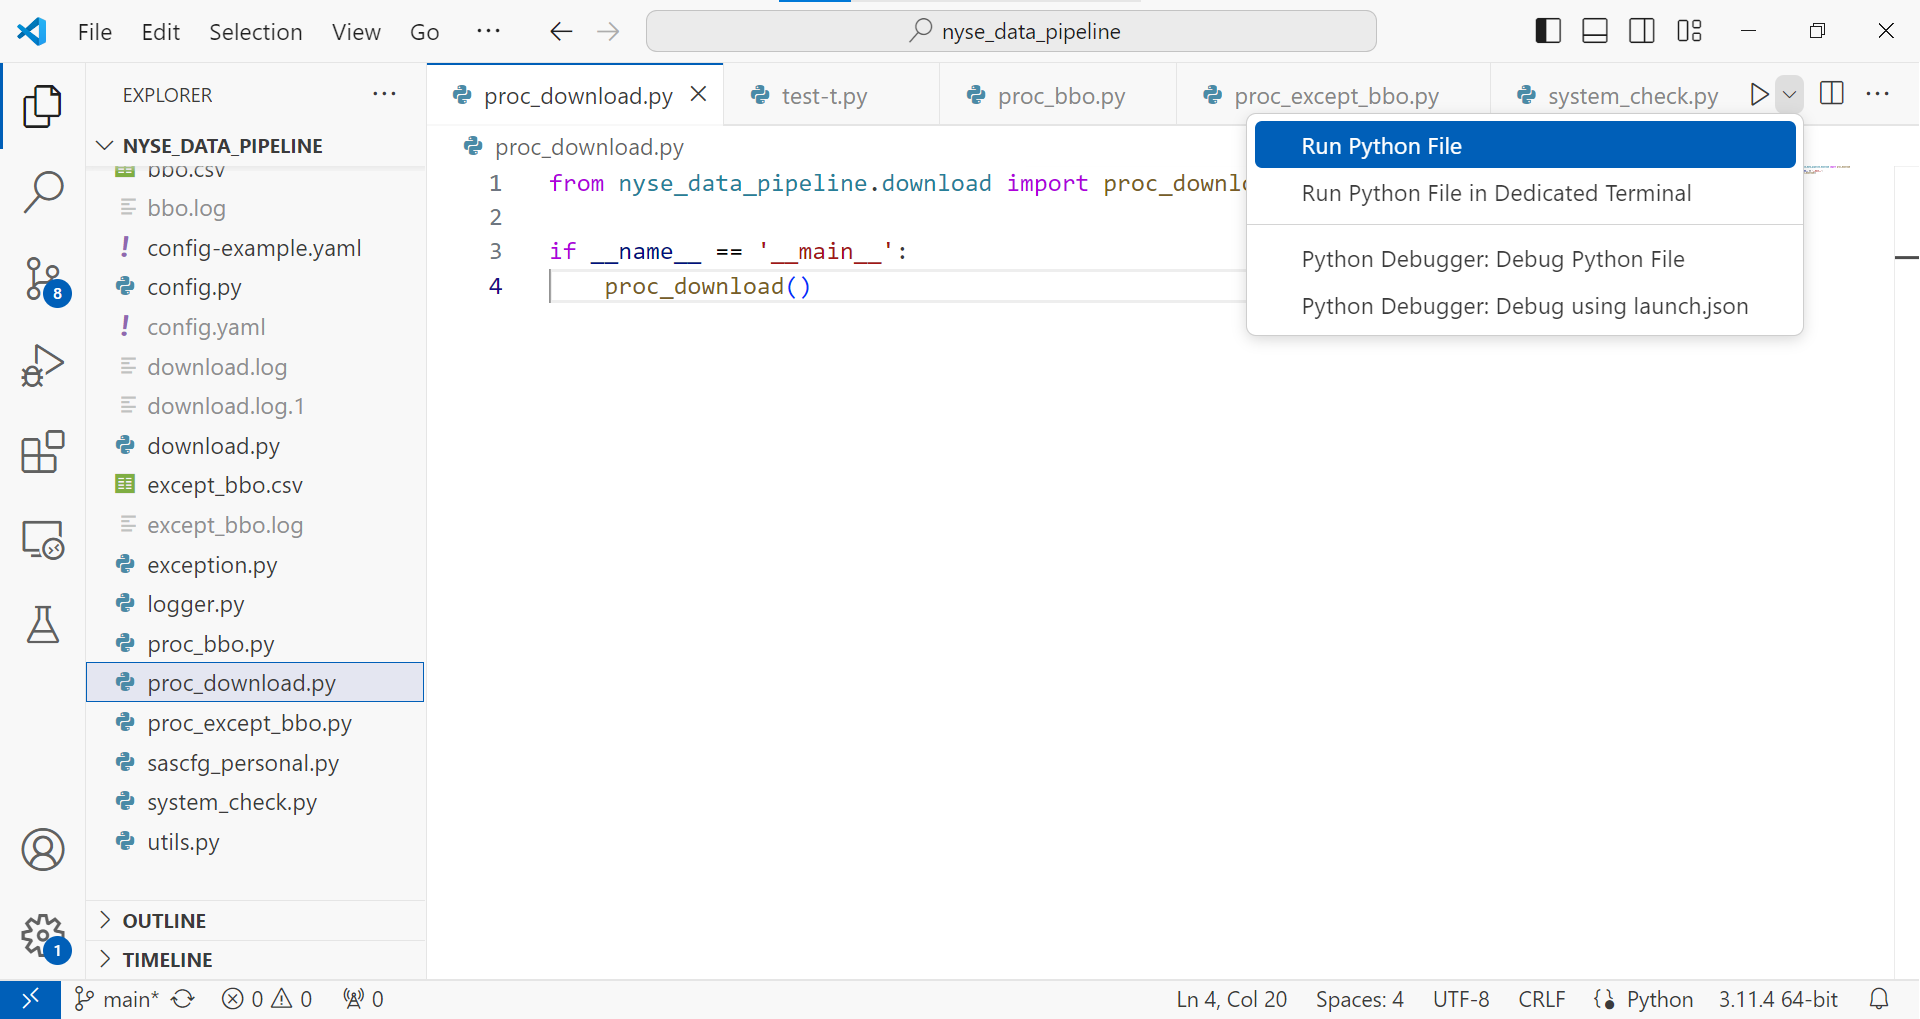 File Edit Selection View Go ··· nyse_data_pipeline
EXPLORER ···
NYSE_DATA_PIPELINE
bbo.csv
bbo.log
! config-example.yaml
config.py
! config.yaml
download.log
download.log.1
download.py
except_bbo.csv
except_bbo.log
exception.py
logger.py
proc_bbo.py
proc_download.py
proc_except_bbo.py
sascfg_personal.py
system_check.py
utils.py
OUTLINE
TIMELINE
8
1
proc_download.py test-t.py proc_bbo.py proc_except_bbo.py system_check.py
proc_download.py
1 from nyse_data_pipeline.download import proc_downl
2
3 if __name__ == '__main__':
4 proc_download()
Run Python File
Run Python File in Dedicated Terminal
Python Debugger: Debug Python File
Python Debugger: Debug using launch.json
main* 0 0 0 Ln 4, Col 20 Spaces: 4 UTF-8 CRLF Python 3.11.4 64-bit